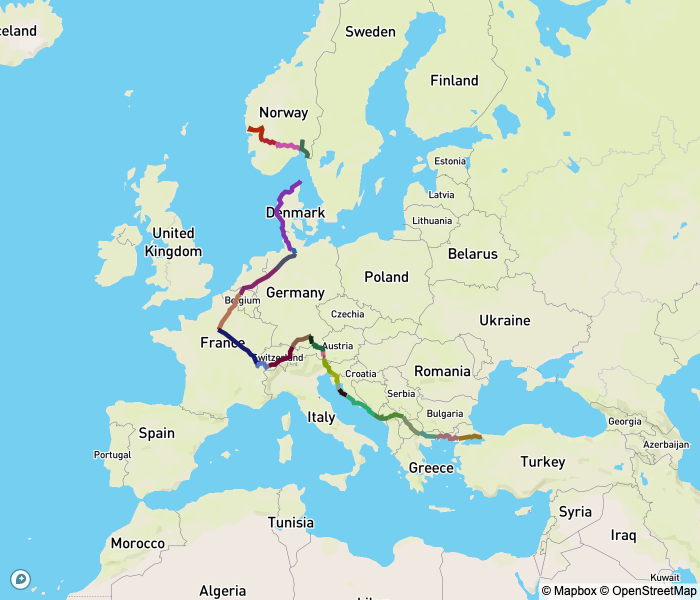 celand
Sweden
Finland
Norway
Estonia
Latvia
Denmark
Lithuania
United
Kingdom
Belarus
Poland
Germany
Belgium
Czechia
Ukraine
France
Austria
Switzerland
Croatia
Romania
Serbia
Italy
Bulgaria
Georgia
Spain
Azerbaijan
Portugal
Greece
Turkey
Syria
Tunisia
Iraq
Morocco
Kuwait
Algeria
© Mapbox © OpenStreetMap